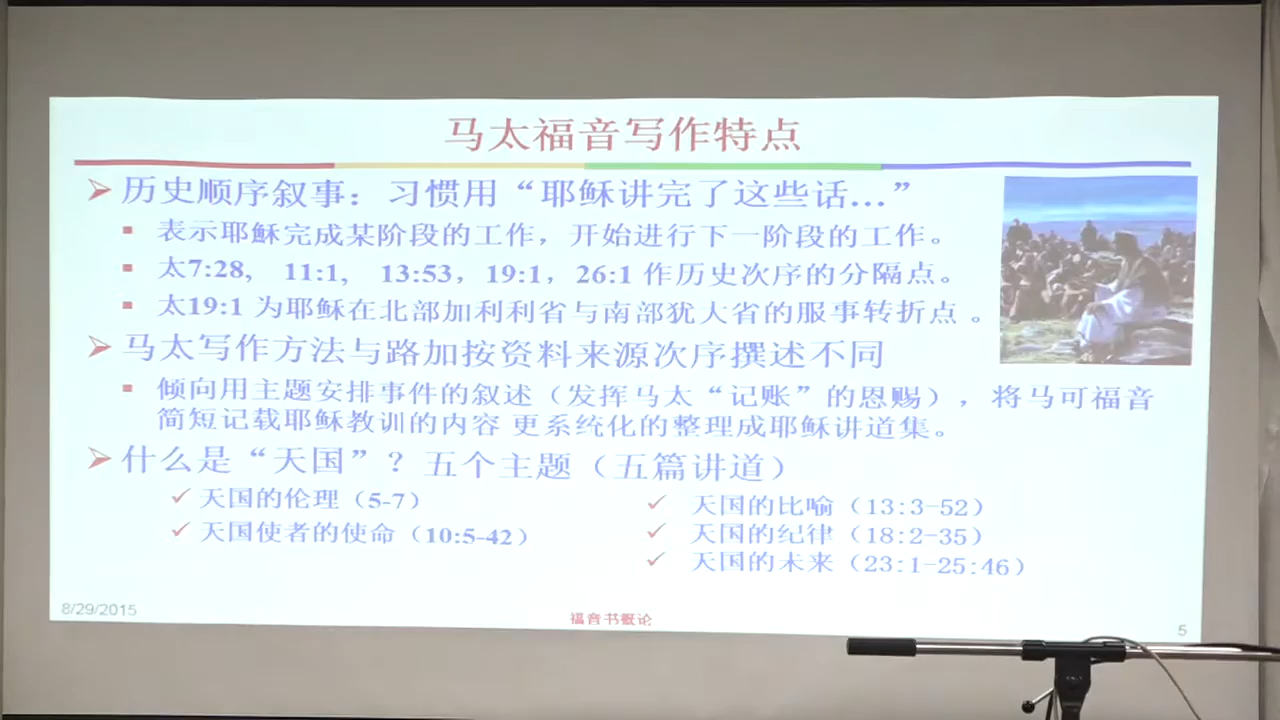 马太福音写作特点
历史顺序叙事：习惯用“耶稣讲完了这些话…”
表示耶穌完成某阶段的工作，开始进行下一阶段的工作。
太7:28, 11:1, 13:53，19:1，26:1 作历史次序的分隔点。
太19:1 为耶稣在北部加利利省与南部犹大省的服事转折点 。
马太写作方法与路加按资料来源次序撰述不同
倾向用主题安排事件的叙述（发挥马太“记账”的恩赐），将马可福音
简短记载耶稣教训的内容 更系统化的整理成耶稣讲道集。
什么是“天国”？五个主题（五篇讲道）
天国的伦理（5-7）
天国使者的使命（10:5-42）
天国的比喻（13:3-52）
天国的纪律（18:2-35）
天国的未来（23:1-25:46）
8/29/2015
福音书概论
5